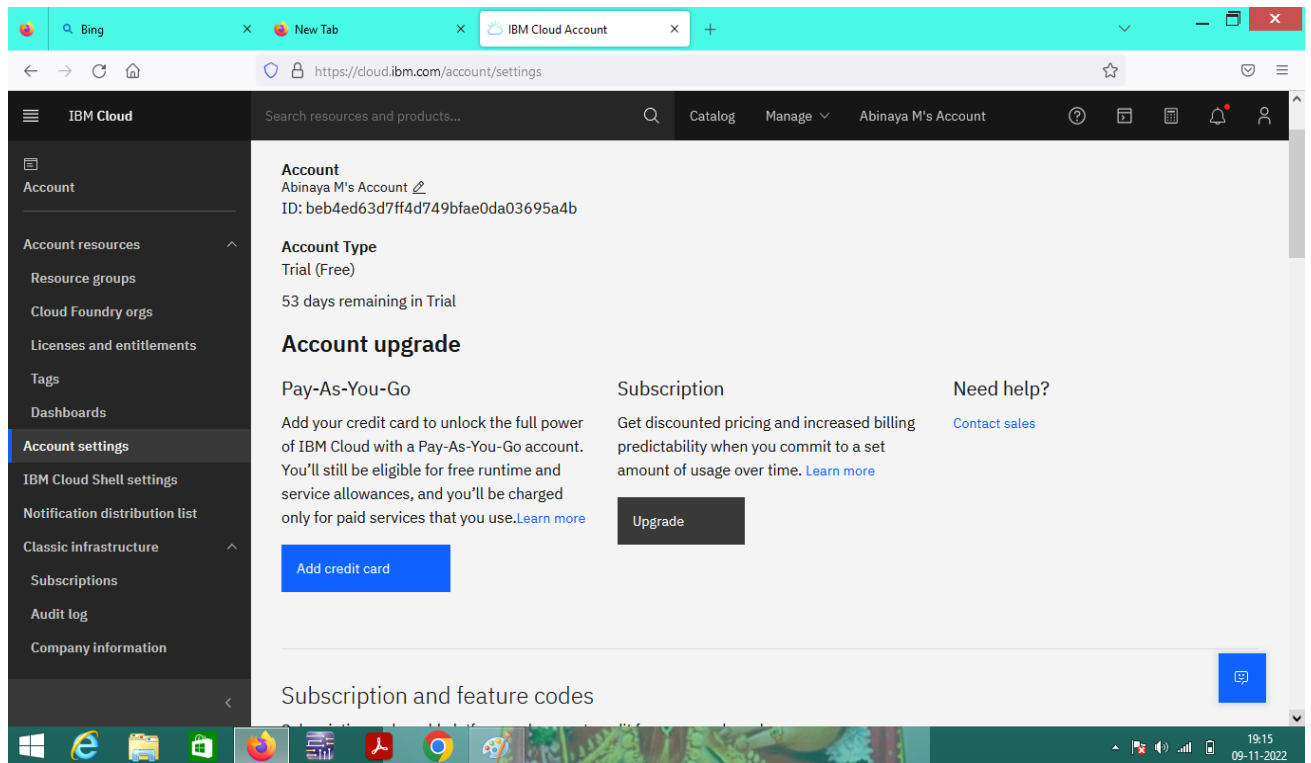 Bing
New Tab
IBM Cloud Account
https://cloud.ibm.com/account/settings
IBM Cloud
Search resources and products...
Catalog
Manage
Abinaya M's Account
Account
Account resources
Resource groups
Cloud Foundry orgs
Licenses and entitlements
Tags
Dashboards
Account settings
IBM Cloud Shell settings
Notification distribution list
Classic infrastructure
Subscriptions
Audit log
Company information
Account
Abinaya M's Account
ID: beb4ed63d7ff4d749bfae0da03695a4b
Account Type
Trial (Free)
53 days remaining in Trial
Account upgrade
Pay-As-You-Go
Add your credit card to unlock the full power
of IBM Cloud with a Pay-As-You-Go account.
You’ll still be eligible for free runtime and
service allowances, and you’ll be charged
only for paid services that you use.Learn more
Add credit card
Subscription
Get discounted pricing and increased billing
predictability when you commit to a set
amount of usage over time. Learn more
Upgrade
Need help?
Contact sales
Subscription and feature codes
19:15
09-11-2022